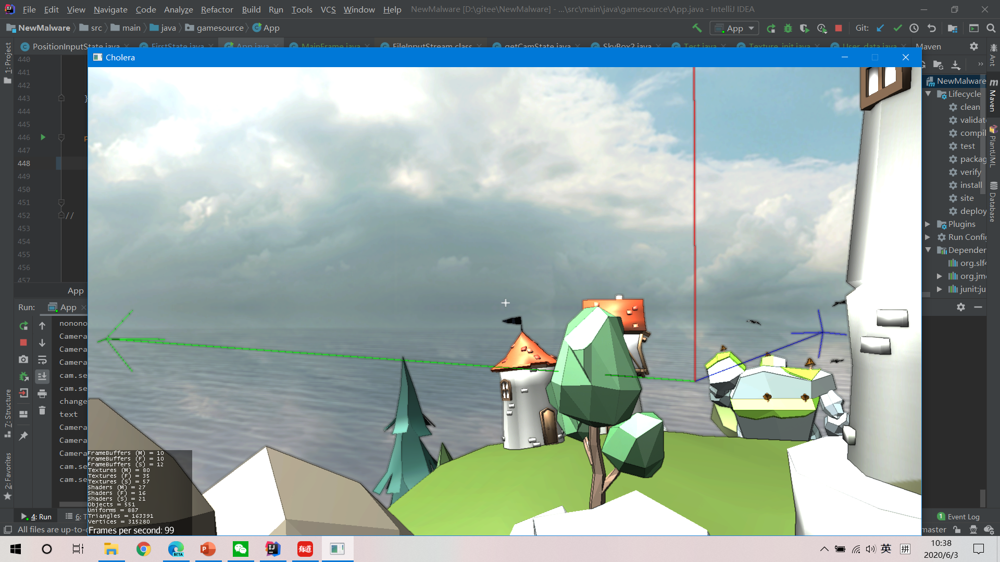 File Edit View Navigate Code Analyze Refactor Build Run Tools VCS Window Help NewMalware [D:\gitee\NewMalware] - ...\src\main\java\gamesource\App.java - IntelliJ IDEA
NewMalware src main java gamesource App
App Git:
PositionInputState.java FirstState.java App.java MainFrame.java FileInputStream.class getCamState.java SkyBox2.java Test.java Texture_init.java User_data.java Maven
Cholera
1: Project
7: Structure
2: Favorites
440
441
442
443 }
444
445
446 p
447
448
449
450
451
452 //
453
454
455
456
457
App
Run: App
nonono
Camera
Camera
Camera
cam.se
cam.se
change
text
Camera
Camera
Camera
cam.se
cam.se
FrameBuffers (M) = 10
FrameBuffers (F) = 10
FrameBuffers (S) = 12
Textures (M) = 80
Textures (F) = 35
Textures (S) = 57
Shaders (M) = 27
Shaders (F) = 16
Shaders (S) = 21
Objects = 551
Uniforms = 887
Triangles = 163391
Vertices = 315280
Frames per second: 99
NewMalware
Lifecycle
clean
validat
compil
test
packag
verify
install
site
deploy
Plugins
Run Config
Depender
org.slf4
org.jm
junit:ju
Ant
m Maven
PlantUML
Database
4: Run 6: T
1 Event Log
All files are up-to-
master
BETA
有道
英 拼
10:38
2020/6/3